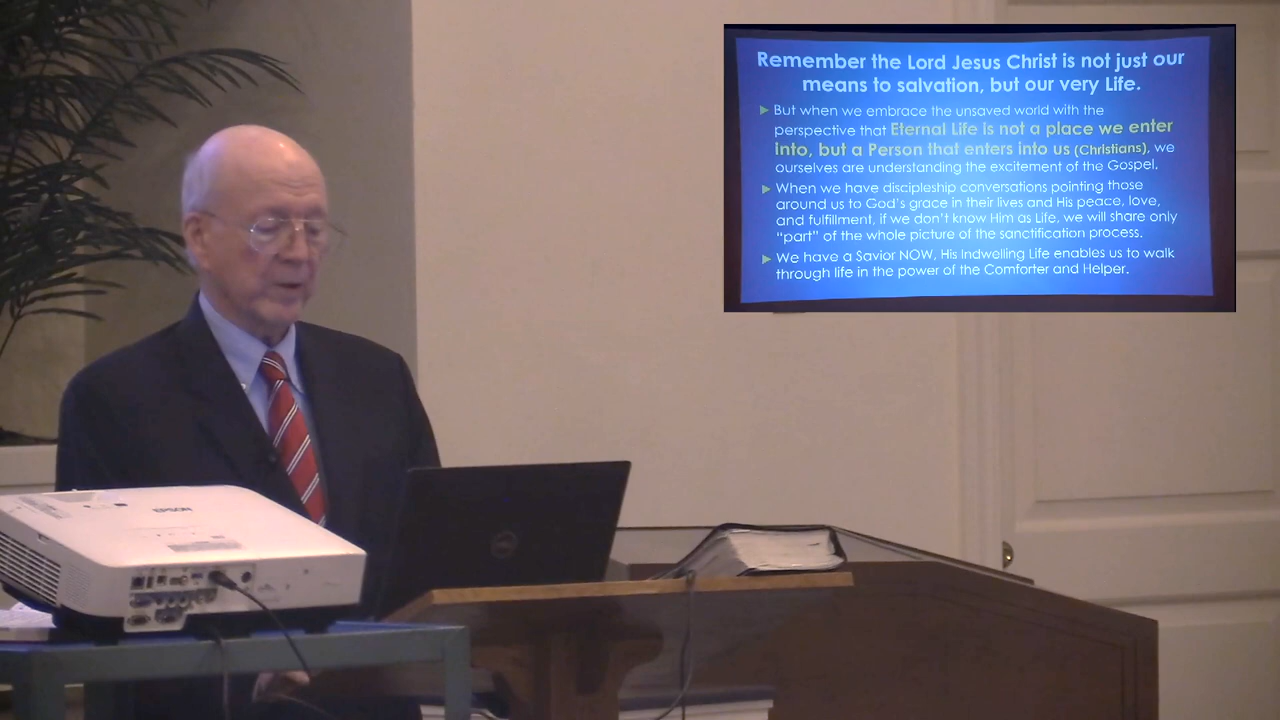 Remember the Lord Jesus Christ is not just our
means to salvation, but our very Life.
But when we embrace the unsaved world with the
perspective that Eternal Life is not a place we enter
into, but a Person that enters into us (Christians), we
ourselves are understanding the excitement of the Gospel.
When we have discipleship conversations pointing those
around us to God's grace in their lives and His peace, love,
and fulfillment, if we don't know Him as Life, we will share only
"part" of the whole picture of the sanctification process.
We have a Savior NOW, His Indwelling Life enables us to walk
through life in the power of the Comforter and Helper.
EPSON
DELL